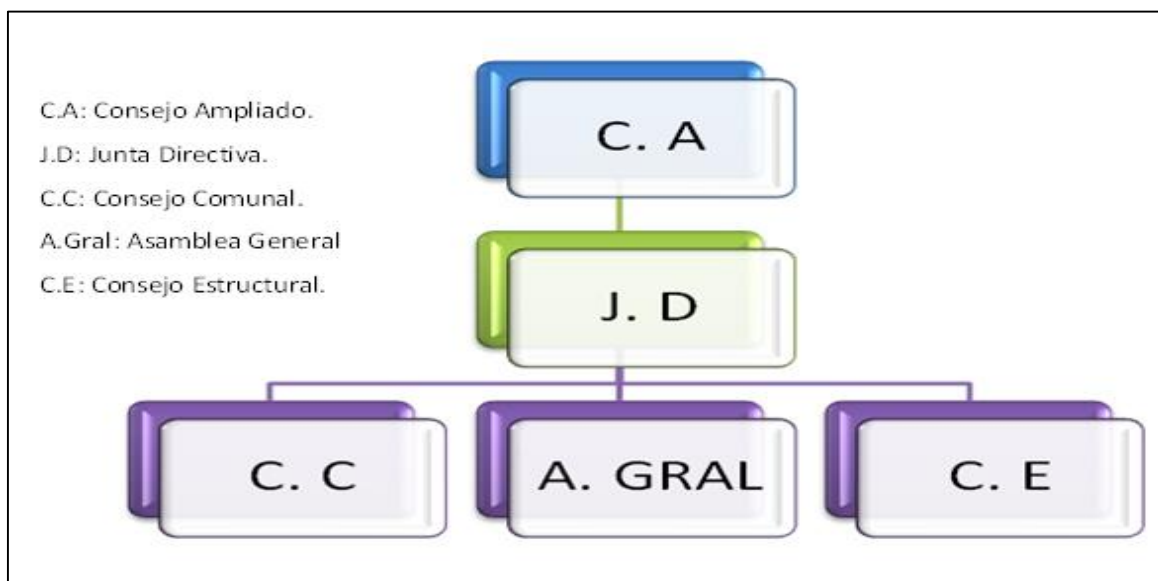 C.A: Consejo Ampliado.
J.D: Junta Directiva.
C.C: Consejo Comunal.
A.Gral: Asamblea General
C.E: Consejo Estructural.
C. A
J. D
C. C
A. GRAL
C. E